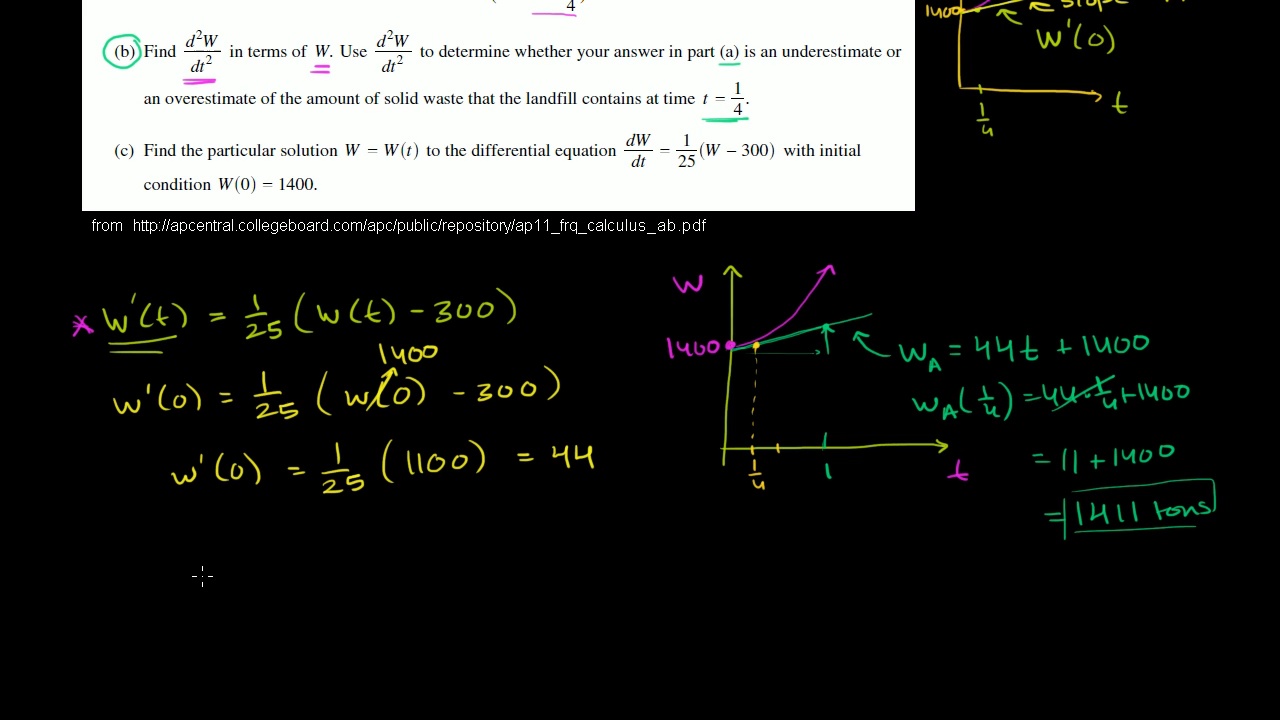 4
1400
slope
W'(0)
1/4
t
(b) Find d²W/dt² in terms of W. Use d²W/dt² to determine whether your answer in part (a) is an underestimate or
an overestimate of the amount of solid waste that the landfill contains at time t = 1/4.
(c) Find the particular solution W = W(t) to the differential equation dW/dt = 1/25 (W − 300) with initial
condition W(0) = 1400.
from http://apcentral.collegeboard.com/apc/public/repository/ap11_frq_calculus_ab.pdf
* W'(t) = 1/25 (W(t) - 300)
1400
W'(0) = 1/25 (W(0) - 300)
W'(0) = 1/25 (1100) = 44
W
1400
1/4
1
t
W_A = 44t + 1400
W_A(1/4) = 44·1/4 + 1400
= 11 + 1400
= 1411 tons